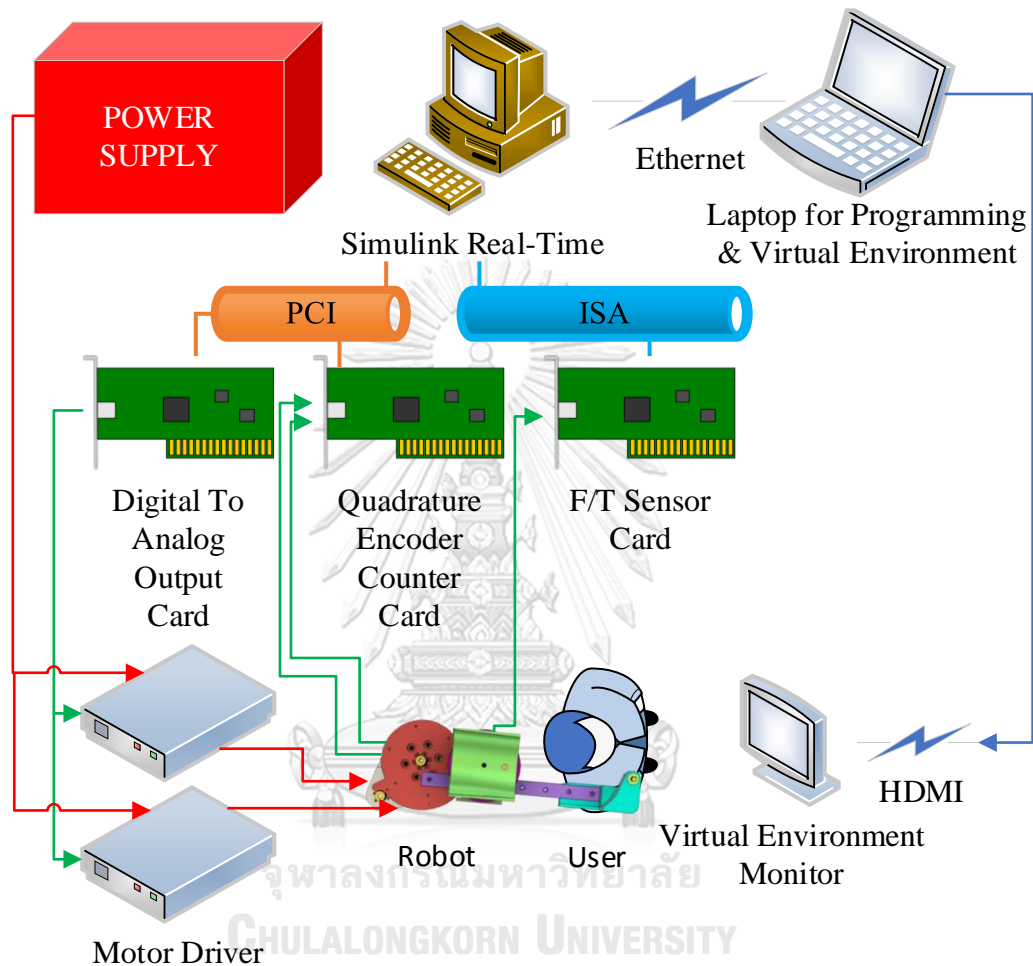 POWER
SUPPLY
Ethernet
Laptop for Programming
& Virtual Environment
Simulink Real-Time
PCI
ISA
Digital To
Analog
Output
Card
Quadrature
Encoder
Counter
Card
F/T Sensor
Card
HDMI
Robot
User
Virtual Environment
Monitor
จุฬาลงกรณ์มหาวิทยาลัย
CHULALONGKORN UNIVERSITY
Motor Driver